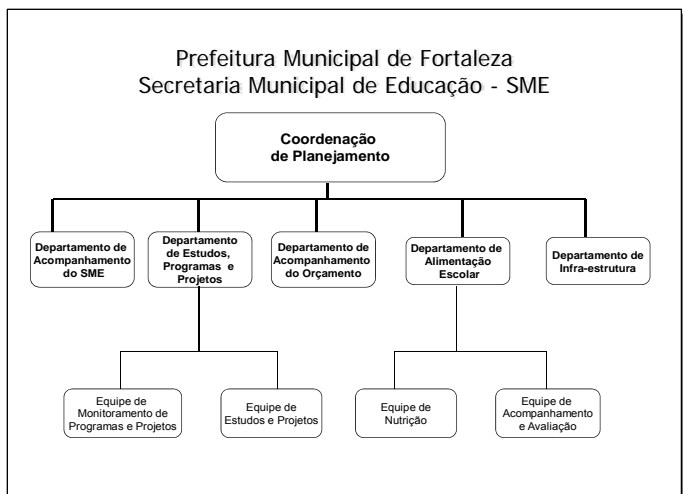 Prefeitura Municipal de Fortaleza
Secretaria Municipal de Educação - SME
Coordenação
de Planejamento
Departamento de
Acompanhamento
do SME
Departamento
de Estudos,
Programas e
Projetos
Departamento de
Acompanhamento
do Orçamento
Departamento de
Alimentação
Escolar
Departamento de
Infra-estrutura
Equipe de
Monitoramento de
Programas e Projetos
Equipe de
Estudos e Projetos
Equipe de
Nutrição
Equipe de
Acompanhamento
e Avaliação